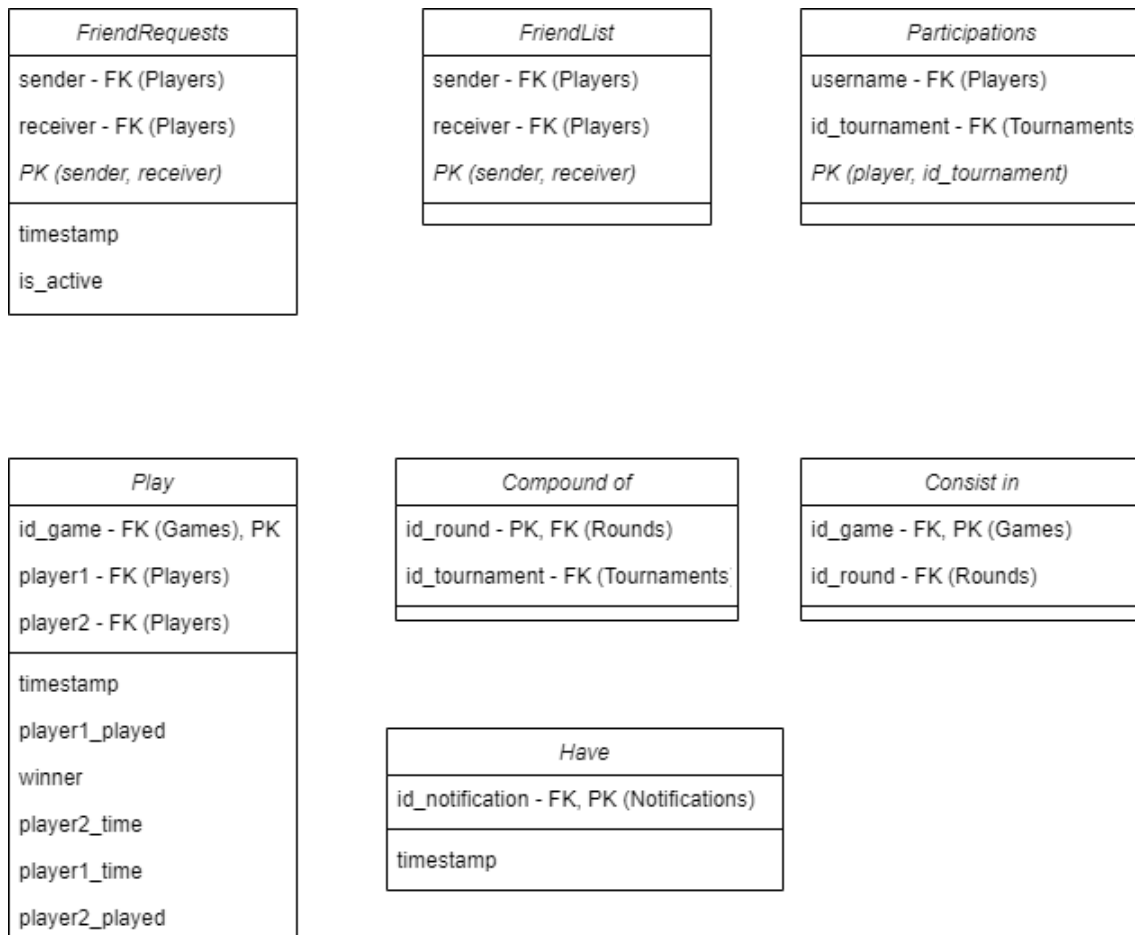 FriendRequests
sender - FK (Players)
receiver - FK (Players)
PK (sender, receiver)
timestamp
is_active
FriendList
sender - FK (Players)
receiver - FK (Players)
PK (sender, receiver)
Participations
username - FK (Players)
id_tournament - FK (Tournaments
PK (player, id_tournament)
Play
id_game - FK (Games), PK
player1 - FK (Players)
player2 - FK (Players)
timestamp
player1_played
winner
player2_time
player1_time
player2_played
Compound of
id_round - PK, FK (Rounds)
id_tournament - FK (Tournaments)
Consist in
id_game - FK, PK (Games)
id_round - FK (Rounds)
Have
id_notification - FK, PK (Notifications)
timestamp